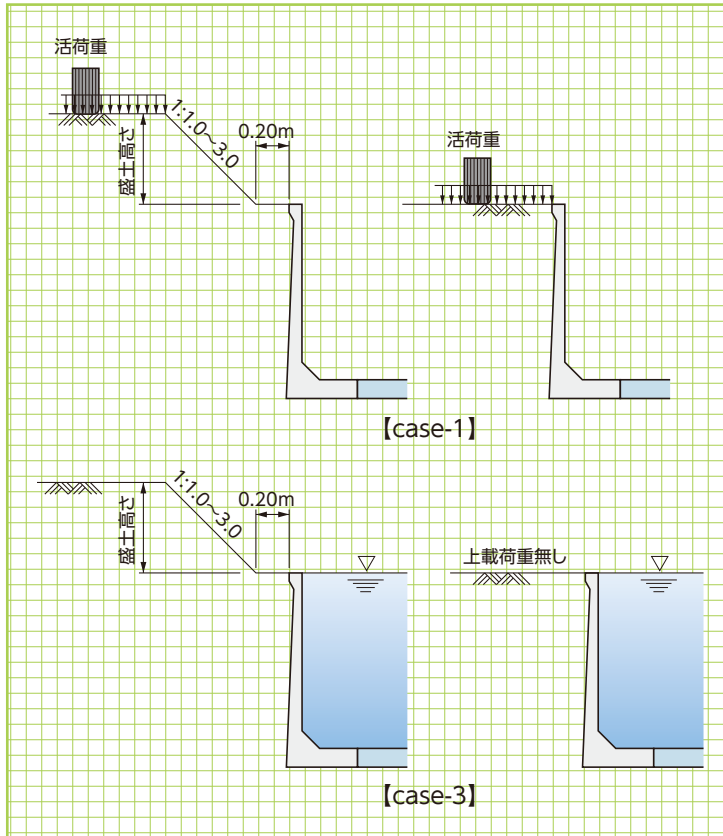 活荷重
1:1.0～3.0
0.20m
盛土高さ
活荷重
【case-1】
1:1.0～3.0
0.20m
盛土高さ
上載荷重無し
【case-3】